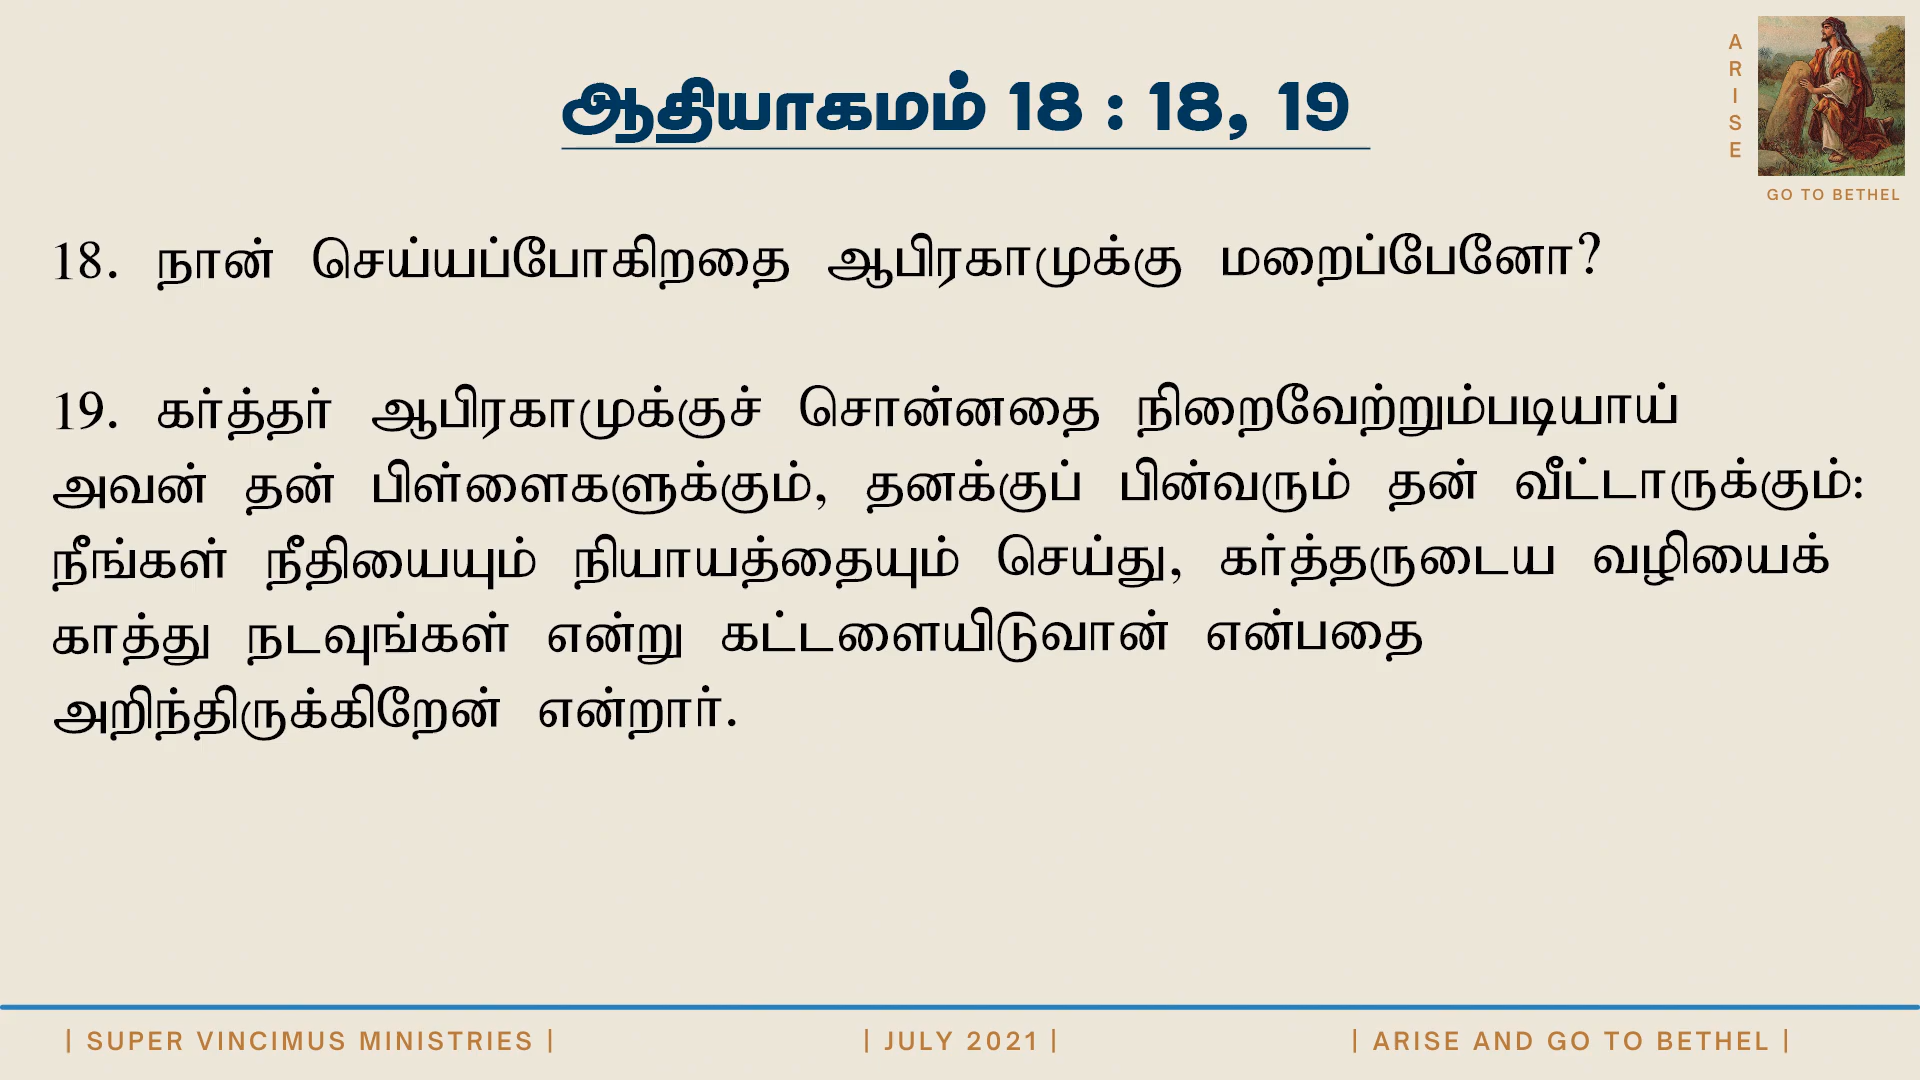 ஆதியாகமம் 18 : 18, 19
ARISE
GO TO BETHEL
18. நான் செய்யப்போகிறதை ஆபிரகாமுக்கு மறைப்பேனோ?
19. கர்த்தர் ஆபிரகாமுக்குச் சொன்னதை நிறைவேற்றும்படியாய்
அவன் தன் பிள்ளைகளுக்கும், தனக்குப் பின்வரும் தன் வீட்டாருக்கும்:
நீங்கள் நீதியையும் நியாயத்தையும் செய்து, கர்த்தருடைய வழியைக்
காத்து நடவுங்கள் என்று கட்டளையிடுவான் என்பதை
அறிந்திருக்கிறேன் என்றார்.
| SUPER VINCIMUS MINISTRIES |
| JULY 2021 |
| ARISE AND GO TO BETHEL |